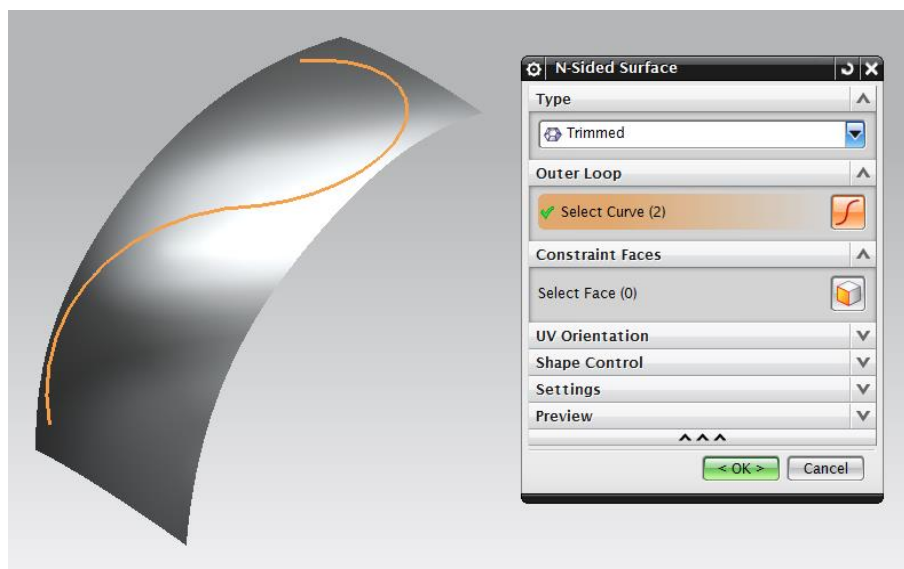 N-Sided Surface
Type
Trimmed
Outer Loop
Select Curve (2)
Constraint Faces
Select Face (0)
UV Orientation
Shape Control
Settings
Preview
< OK > Cancel